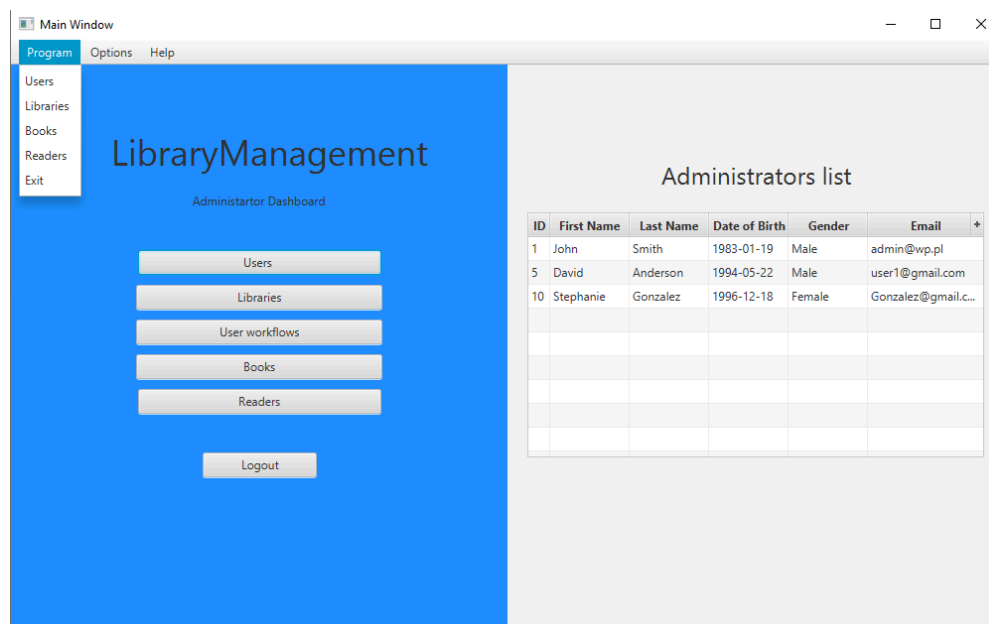 Main Window
Program Options Help
Users
Libraries
Books
Readers
Exit
LibraryManagement
Administartor Dashboard
Users
Libraries
User workflows
Books
Readers
Logout
Administrators list
ID First Name Last Name Date of Birth Gender Email +
1 John Smith 1983-01-19 Male admin@wp.pl
5 David Anderson 1994-05-22 Male user1@gmail.com
10 Stephanie Gonzalez 1996-12-18 Female Gonzalez@gmail.c...